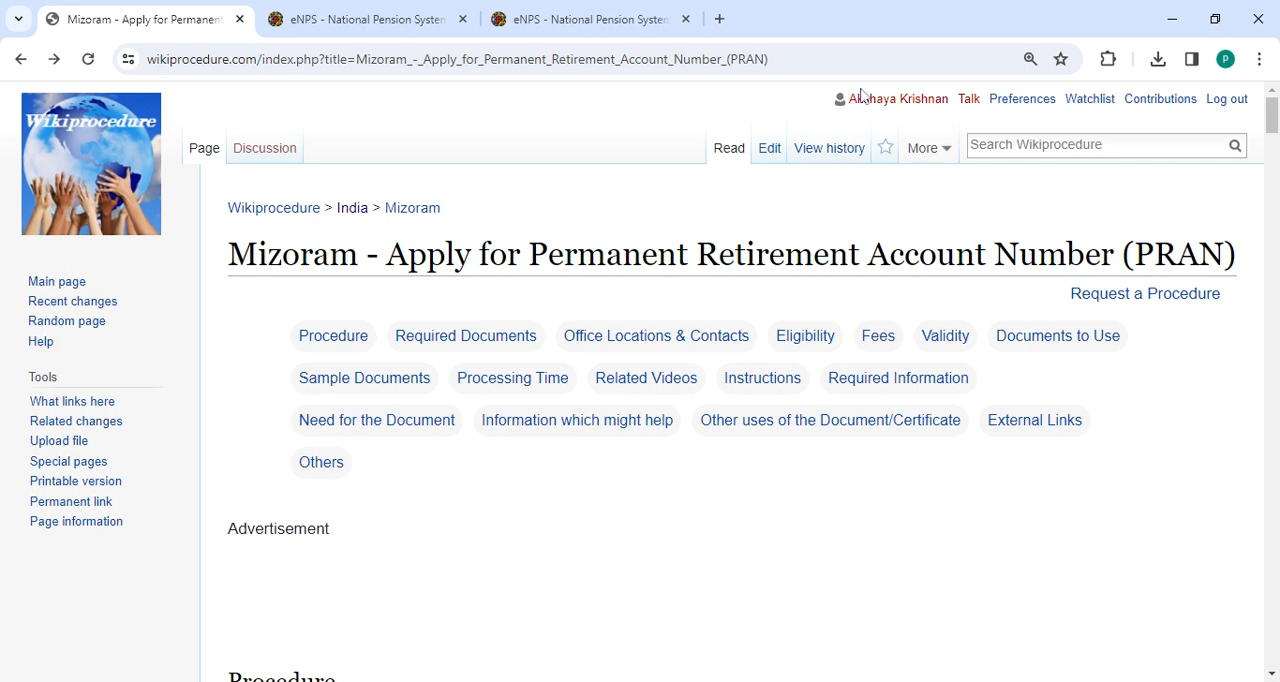 Mizoram - Apply for Permanent
eNPS - National Pension System
eNPS - National Pension System
wikiprocedure.com/index.php?title=Mizoram_-_Apply_for_Permanent_Retirement_Account_Number_(PRAN)
P
Wikiprocedure
Krishnan Talk Preferences Watchlist Contributions Log out
Page Discussion Read Edit View history More Search Wikiprocedure
Wikiprocedure > India > Mizoram
Mizoram - Apply for Permanent Retirement Account Number (PRAN)
Request a Procedure
Procedure Required Documents Office Locations & Contacts Eligibility Fees Validity Documents to Use
Sample Documents Processing Time Related Videos Instructions Required Information
Need for the Document Information which might help Other uses of the Document/Certificate External Links
Others
Main page
Recent changes
Random page
Help
Tools
What links here
Related changes
Upload file
Special pages
Printable version
Permanent link
Page information
Advertisement
Procedure